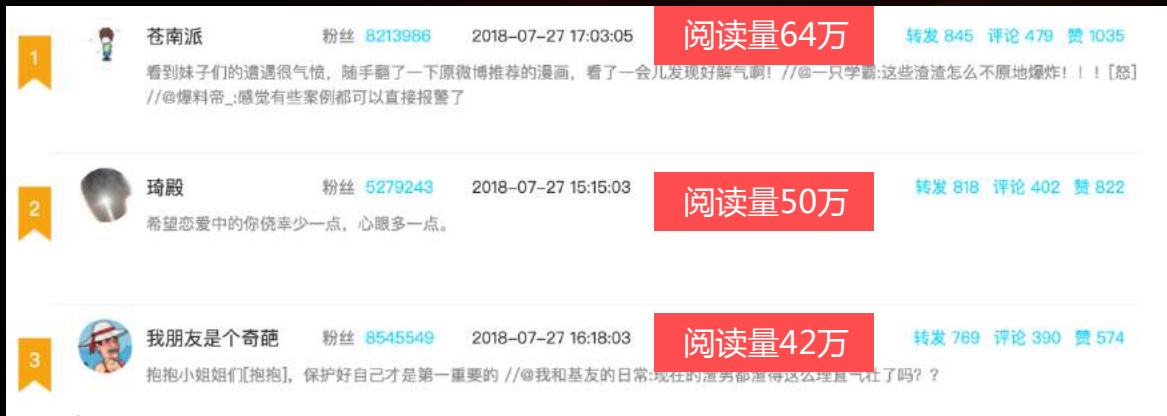 1
苍南派 粉丝 8213986 2018-07-27 17:03:05 阅读量64万 转发 845 评论 479 赞 1035
看到妹子们的遭遇很气愤，随手翻了一下原微博推荐的漫画，看了一会儿发现好解气啊！//@一只学霸:这些渣渣怎么不原地爆炸！！！[怒]
//@爆料帝_:感觉有些案例都可以直接报警了
2
琦殿 粉丝 5279243 2018-07-27 15:15:03 阅读量50万 转发 818 评论 402 赞 822
希望恋爱中的你侥幸少一点，心眼多一点。
3
我朋友是个奇葩 粉丝 8545549 2018-07-27 16:18:03 阅读量42万 转发 769 评论 390 赞 574
抱抱小姐姐们[抱抱]，保护好自己才是第一重要的 //@我和基友的日常:现在的渣男都渣得这么理直气壮了吗？？